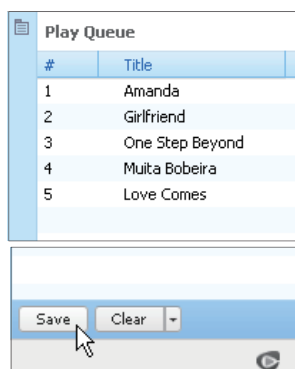 Play Queue
# Title
1 Amanda
2 Girlfriend
3 One Step Beyond
4 Muita Bobeira
5 Love Comes
Save Clear